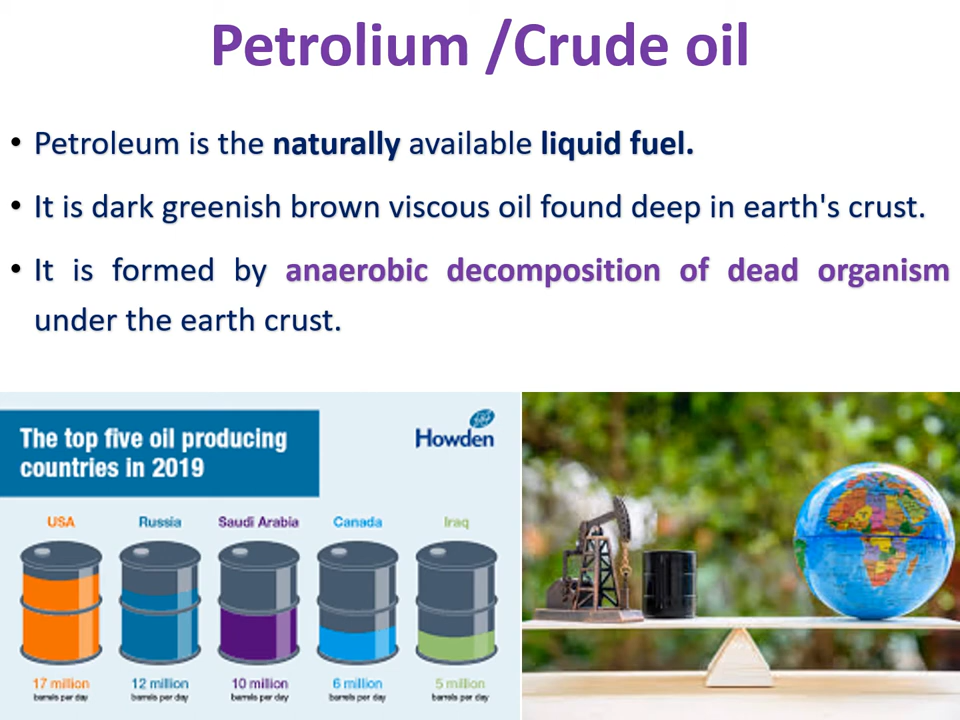 Petrolium /Crude oil
• Petroleum is the naturally available liquid fuel.
• It is dark greenish brown viscous oil found deep in earth's crust.
• It is formed by anaerobic decomposition of dead organism
under the earth crust.
The top five oil producing
countries in 2019
Howden
USA
Russia
Saudi Arabia
Canada
Iraq
17 million
barrels per day
12 million
barrels per day
10 million
barrels per day
6 million
barrels per day
5 million
barrels per day